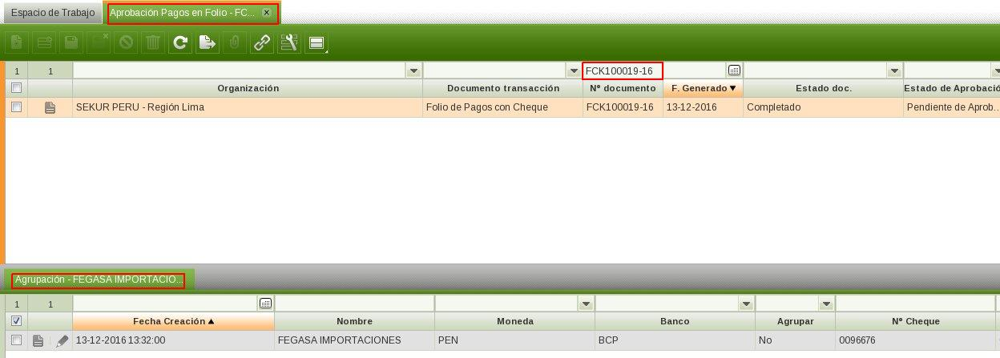 Espacio de Trabajo Aprobación Pagos en Folio - FC...
1 1 FCK100019-16
Organización Documento transacción Nº documento F. Generado Estado doc. Estado de Aprobació
SEKUR PERU - Región Lima Folio de Pagos con Cheque FCK100019-16 13-12-2016 Completado Pendiente de Aprob...
Agrupación - FEGASA IMPORTACIO...
1 1
Fecha Creación Nombre Moneda Banco Agrupar Nº Cheque
13-12-2016 13:32:00 FEGASA IMPORTACIONES PEN BCP No 0096676